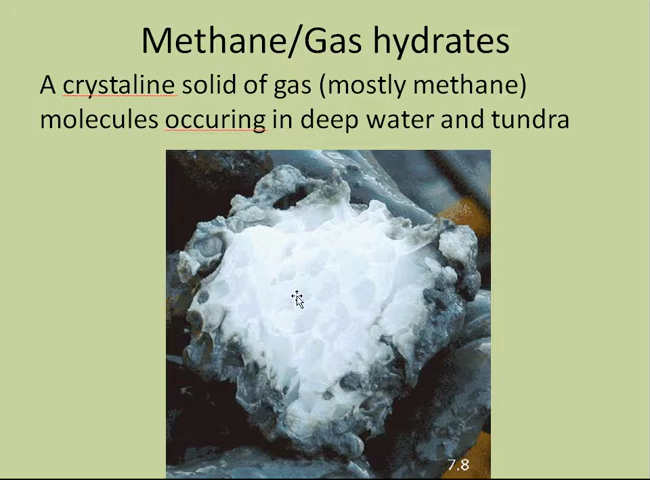 Methane/Gas hydrates
A crystaline solid of gas (mostly methane)
molecules occuring in deep water and tundra
7.8